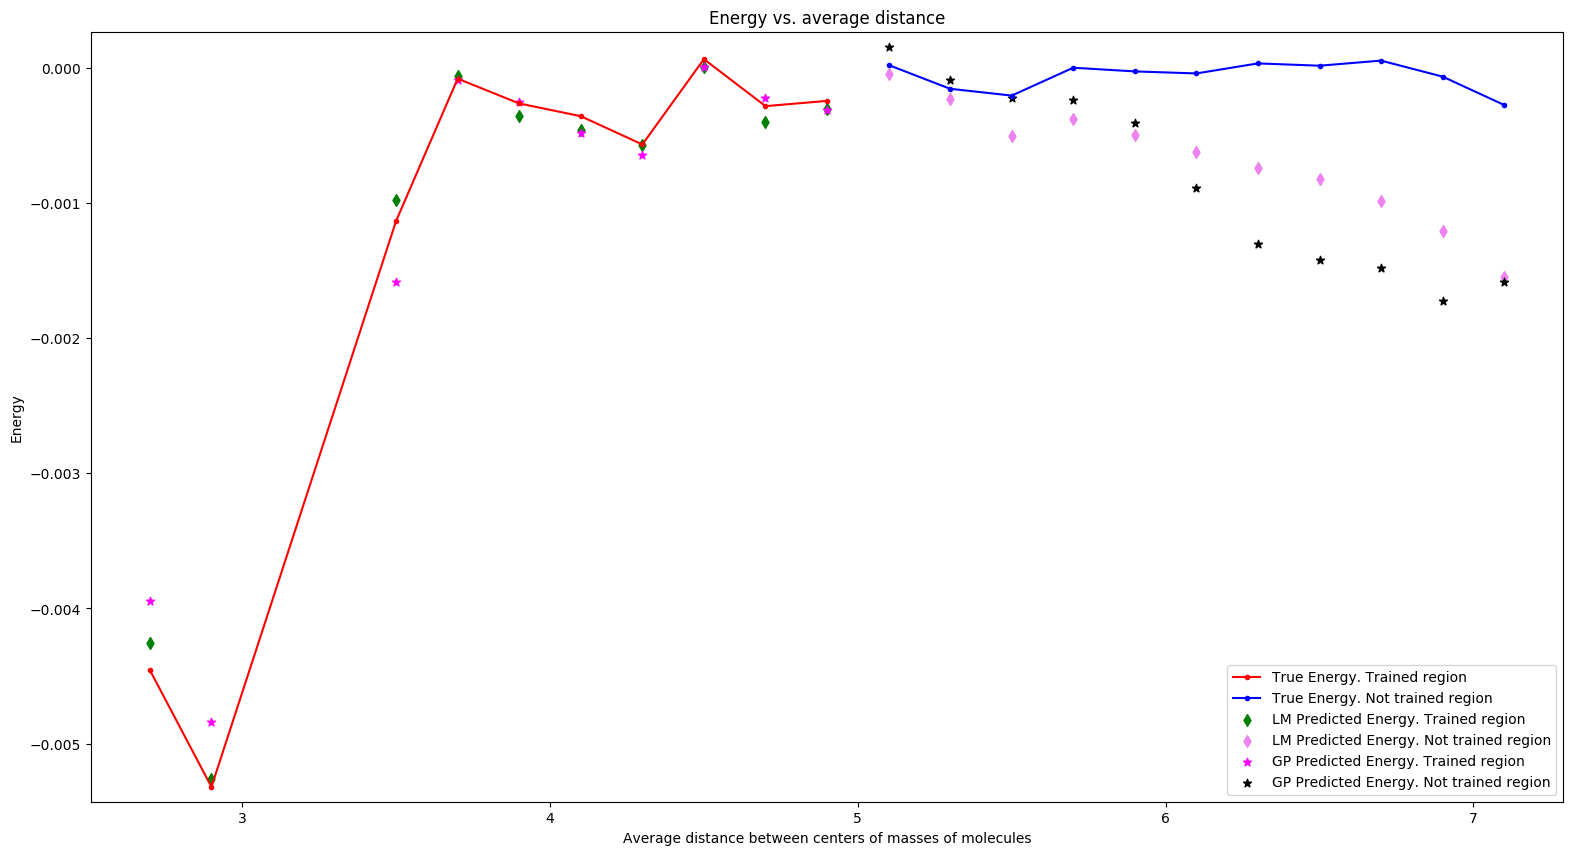 Energy vs. average distance
0.000
−0.001
−0.002
−0.003
−0.004
−0.005
Energy
3
4
5
6
7
Average distance between centers of masses of molecules
True Energy. Trained region
True Energy. Not trained region
LM Predicted Energy. Trained region
LM Predicted Energy. Not trained region
GP Predicted Energy. Trained region
GP Predicted Energy. Not trained region